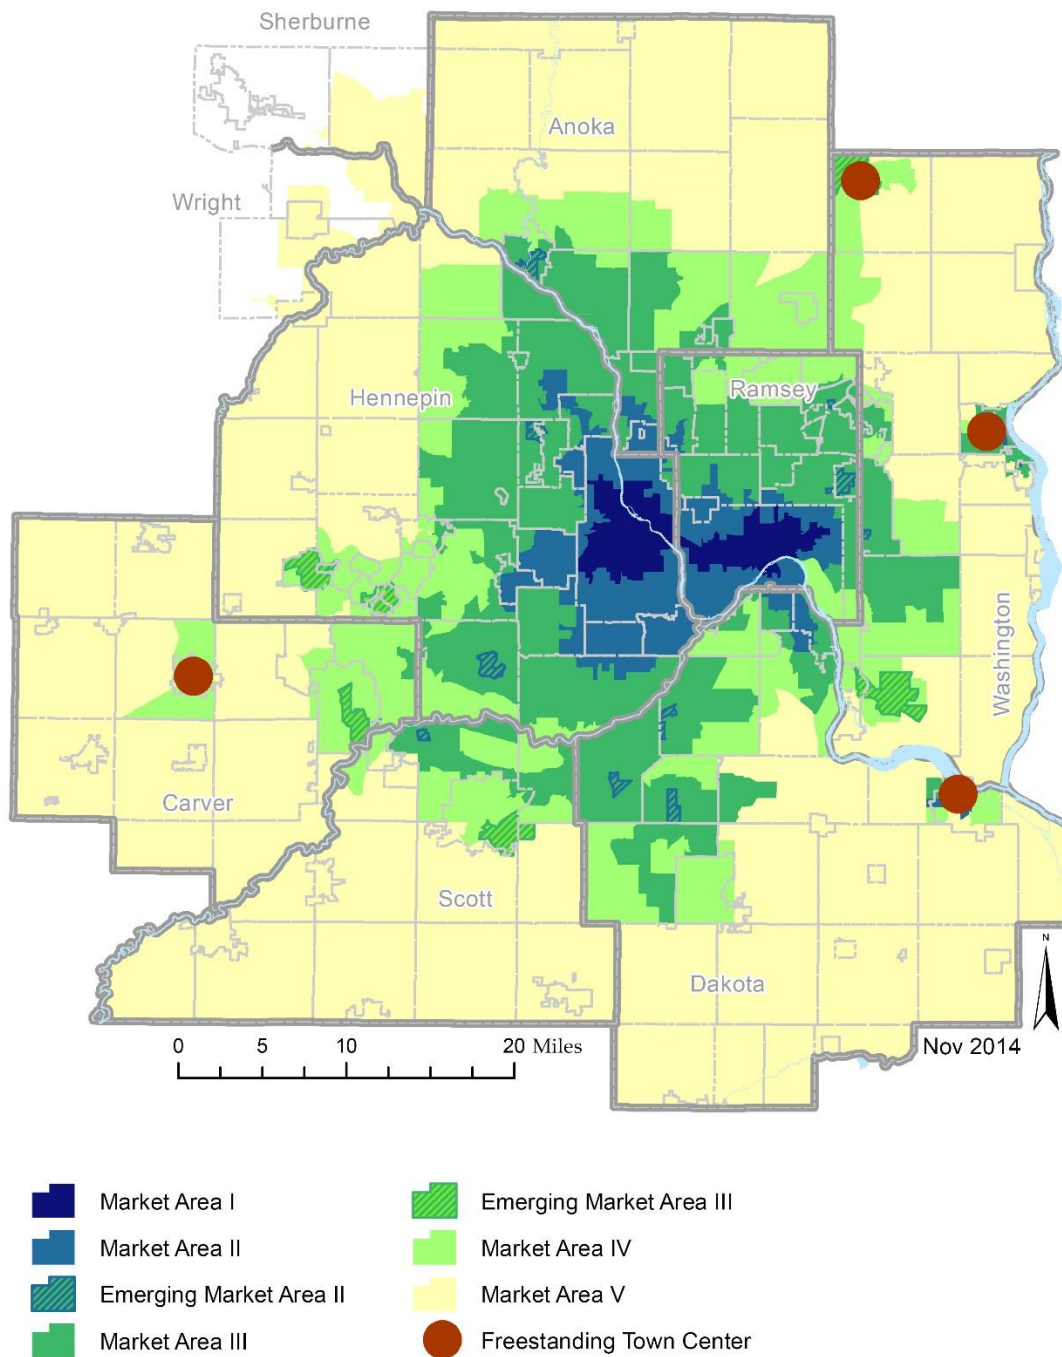 Sherburne
Anoka
Wright
Hennepin
Ramsey
Washington
Carver
Scott
Dakota
N
0 5 10 20 Miles
Nov 2014
Market Area I
Market Area II
Emerging Market Area II
Market Area III
Emerging Market Area III
Market Area IV
Market Area V
Freestanding Town Center